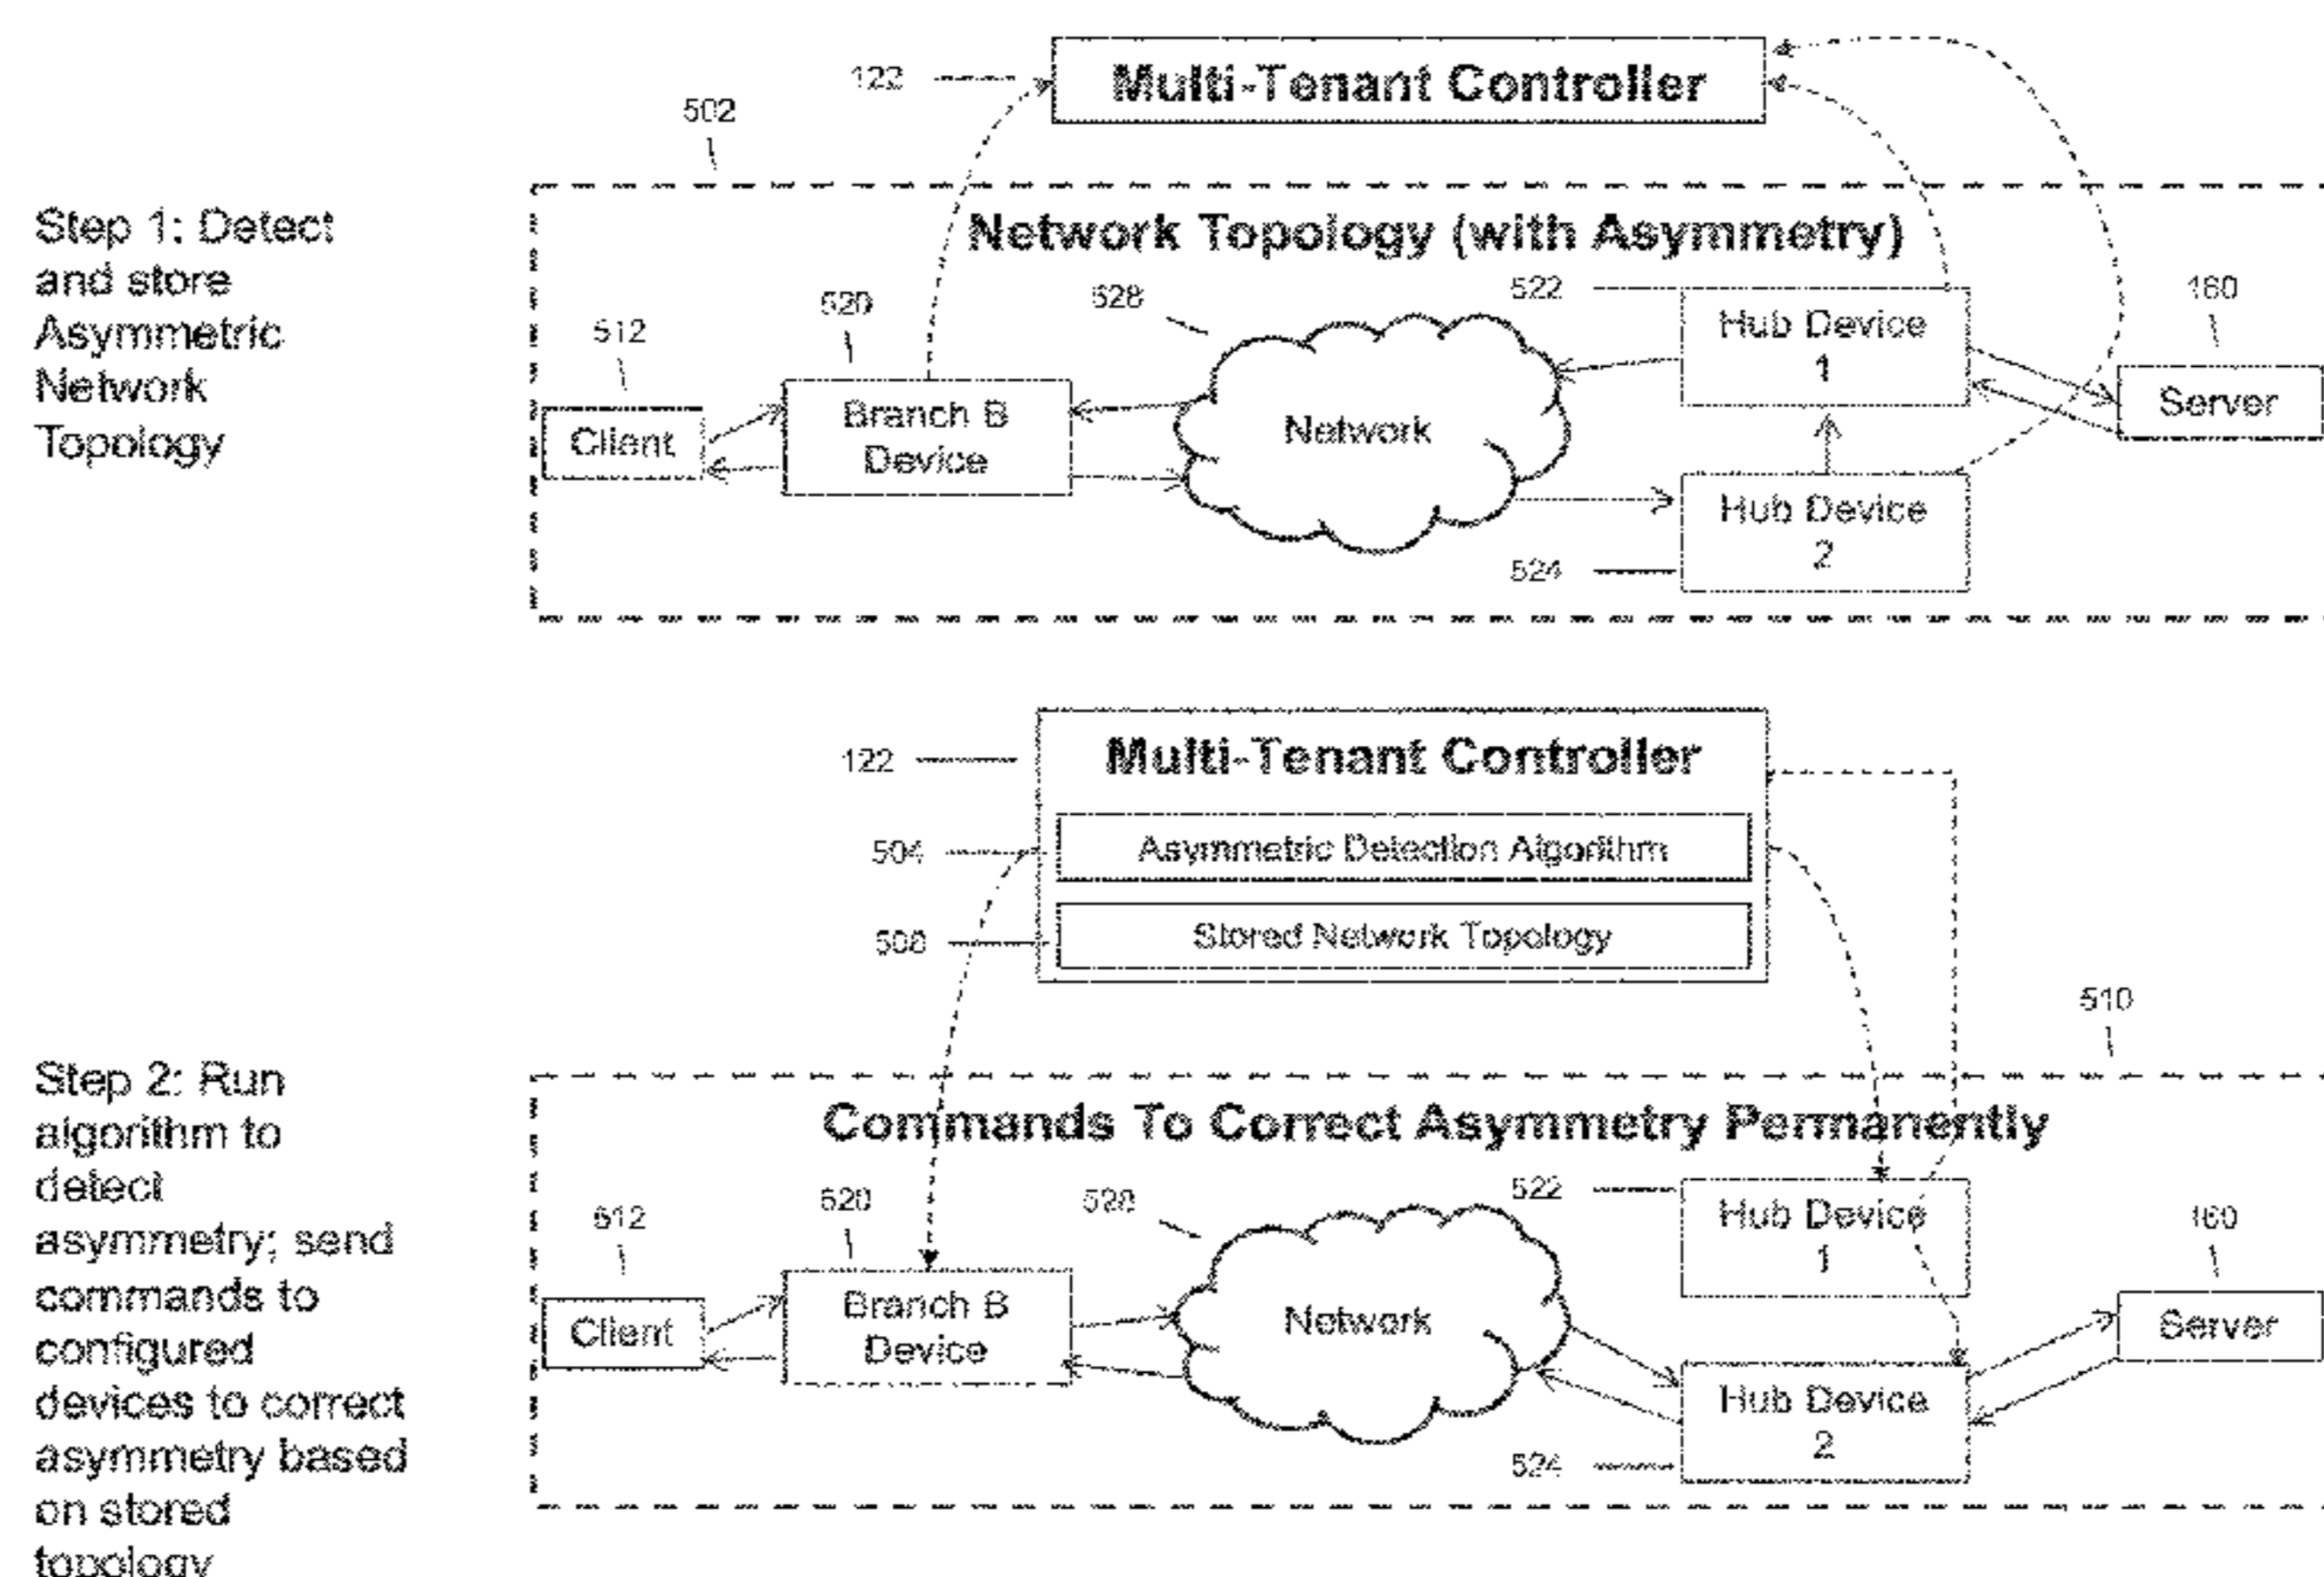 122
Multi-Tenant Controller
502
Step 1: Detect
and store
Asymmetric
Network
Topology
Network Topology (with Asymmetry)
512
520
528
522
160
Client
Branch B
Device
Network
Hub Device
1
Server
Hub Device
2
524
122
Multi-Tenant Controller
504
Asymmetric Detection Algorithm
508
Stored Network Topology
510
Step 2: Run
algorithm to
detect
asymmetry; send
commands to
configured
devices to correct
asymmetry based
on stored
topology
Commands To Correct Asymmetry Permanently
512
520
528
522
160
Client
Branch B
Device
Network
Hub Device
1
Server
Hub Device
2
524